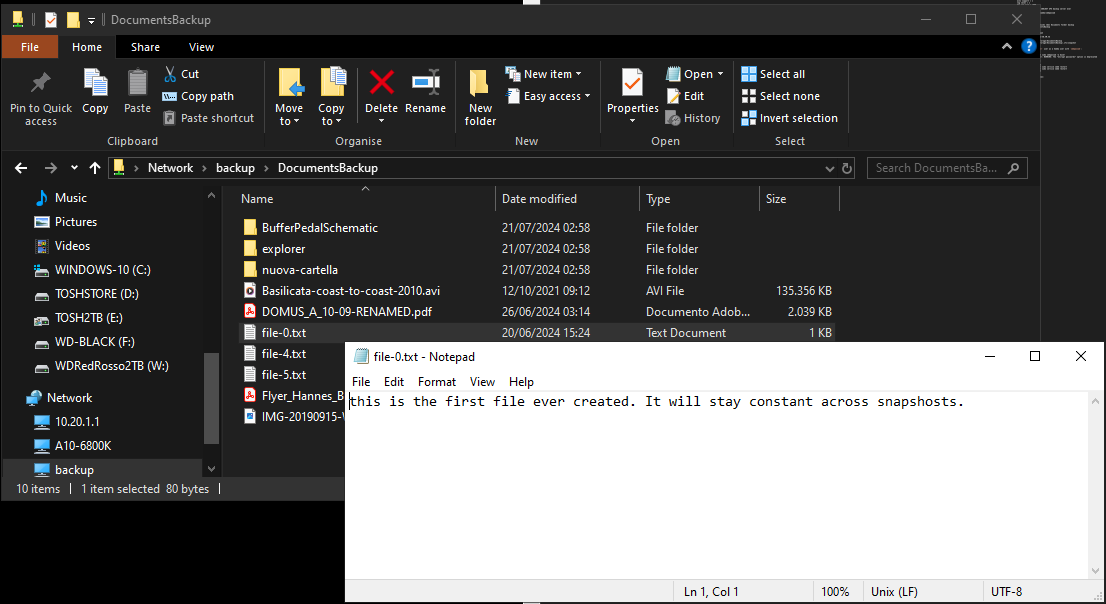 DocumentsBackup
File Home Share View
Pin to Quick access
Copy
Paste
Cut
Copy path
Paste shortcut
Clipboard
Move to
Copy to
Delete
Rename
Organise
New folder
New item
Easy access
New
Properties
Open
Edit
History
Open
Select all
Select none
Invert selection
Select
Network > backup > DocumentsBackup
Search DocumentsBa...
Music
Pictures
Videos
WINDOWS-10 (C:)
TOSHSTORE (D:)
TOSH2TB (E:)
WD-BLACK (F:)
WDRedRosso2TB (W:)
Network
10.20.1.1
A10-6800K
backup
Name Date modified Type Size
BufferPedalSchematic 21/07/2024 02:58 File folder
explorer 21/07/2024 02:58 File folder
nuova-cartella 21/07/2024 02:58 File folder
Basilicata-coast-to-coast-2010.avi 12/10/2021 09:12 AVI File 135.356 KB
DOMUS_A_10-09-RENAMED.pdf 26/06/2024 03:14 Documento Adob... 2.039 KB
file-0.txt 20/06/2024 15:24 Text Document 1 KB
file-4.txt
file-5.txt
Flyer_Hannes_B
IMG-20190915-
10 items 1 item selected 80 bytes
file-0.txt - Notepad
File Edit Format View Help
this is the first file ever created. It will stay constant across snapshosts.
Ln 1, Col 1 100% Unix (LF) UTF-8